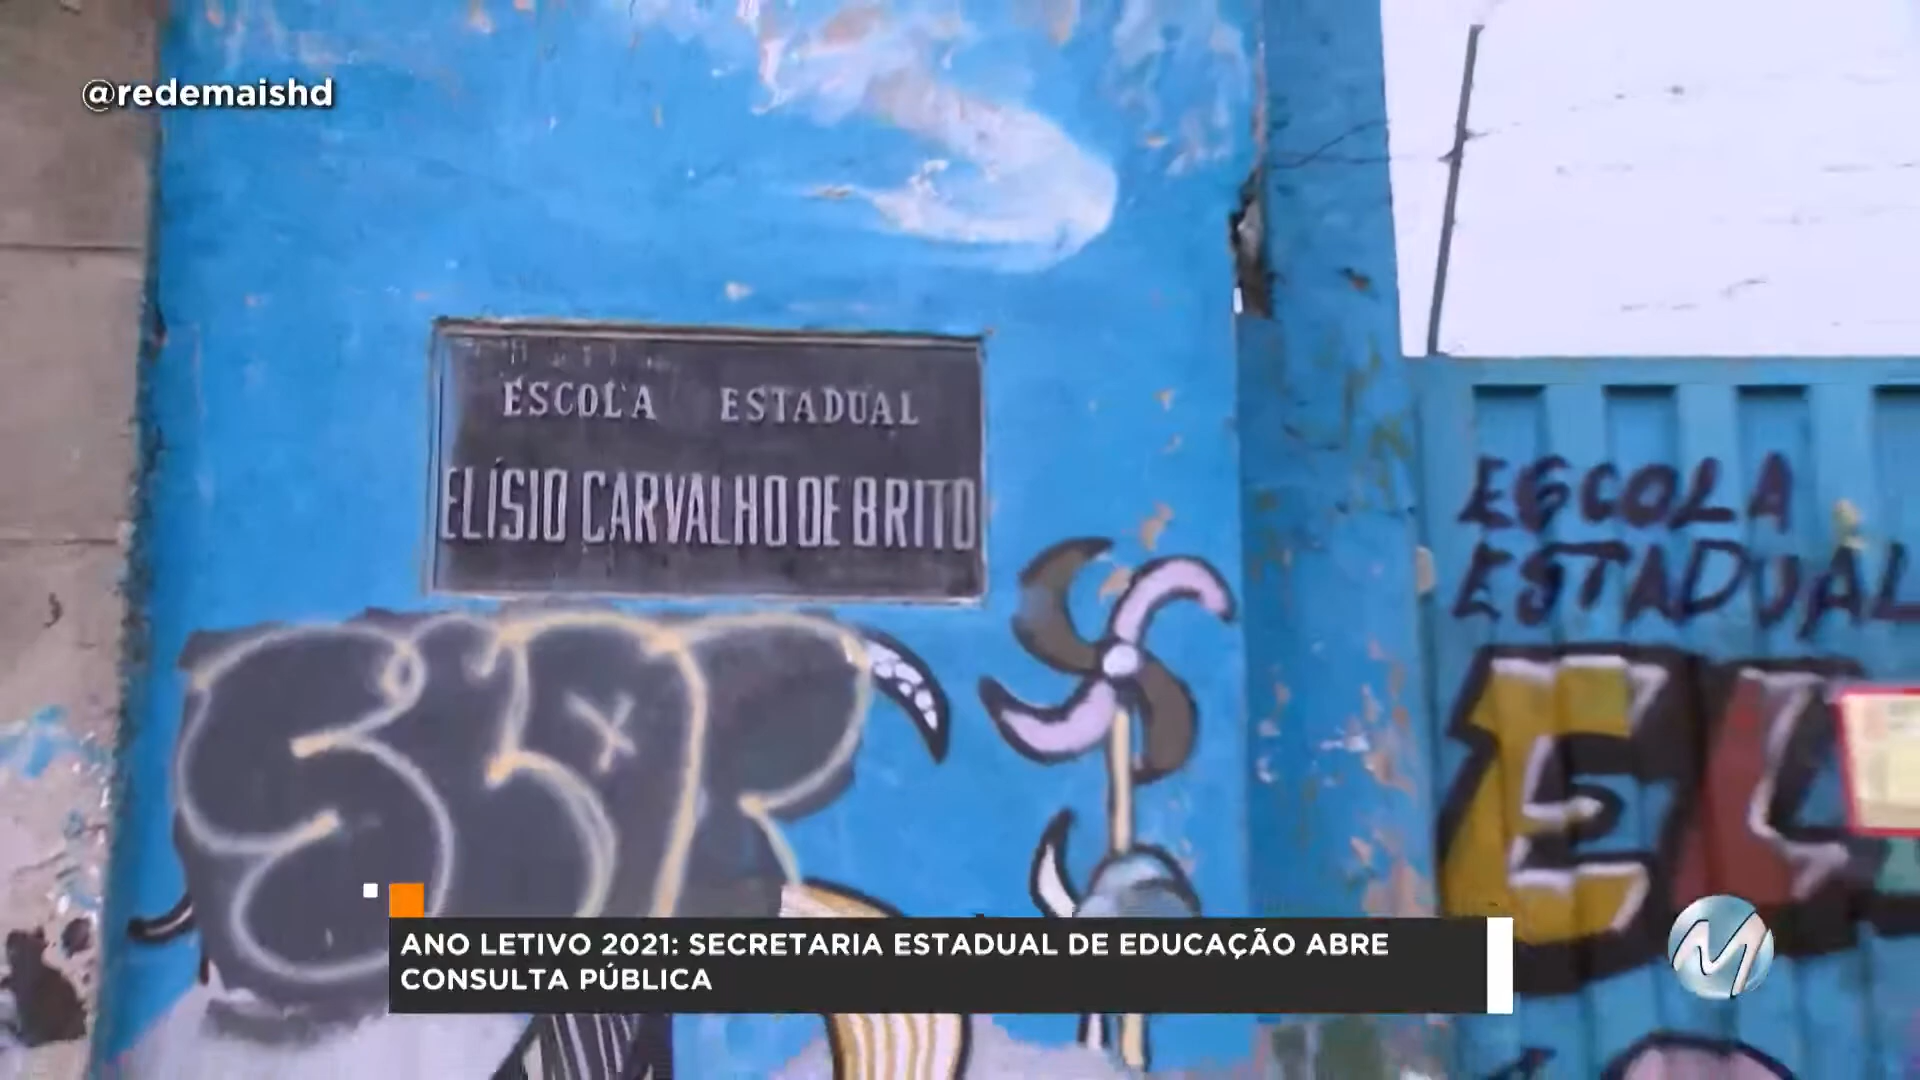 @redemaishd
ESCOLA ESTADUAL
ELÍSIO CARVALHO DE BRITO
ESCOLA
ESTADUAL
EL
ANO LETIVO 2021: SECRETARIA ESTADUAL DE EDUCAÇÃO ABRE
CONSULTA PÚBLICA
M